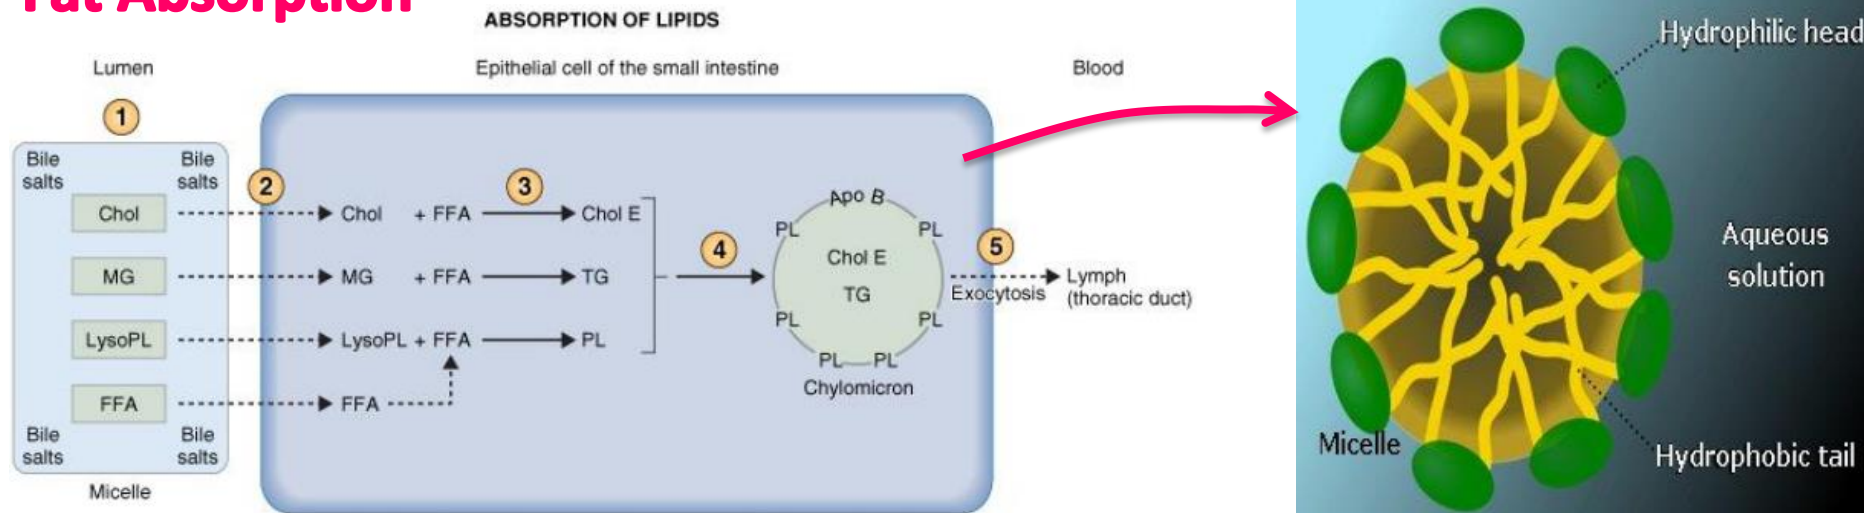 Fat Absorption
ABSORPTION OF LIPIDS
Lumen
Epithelial cell of the small intestine
Blood
1
Bile
salts
Bile
salts
2
3
Chol
Chol + FFA
Chol E
MG
MG + FFA
TG
LysoPL
LysoPL + FFA
PL
FFA
FFA
Bile
salts
Bile
salts
Micelle
4
Apo B
PL
PL
Chol E
TG
PL
PL
PL
PL
Chylomicron
5
Exocytosis
Lymph
(thoracic duct)
Hydrophilic head
Aqueous
solution
Micelle
Hydrophobic tail